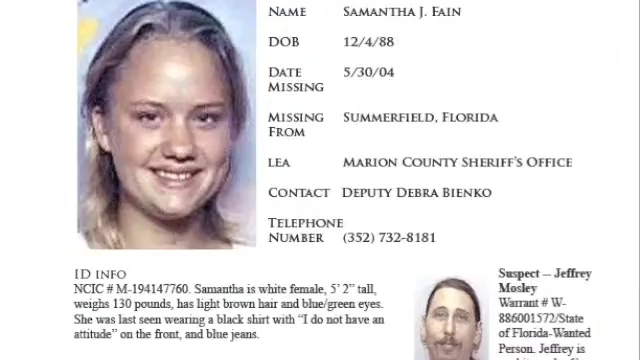 NAME SAMANTHA J. FAIN
DOB 12/4/88
DATE MISSING 5/30/04
MISSING FROM SUMMERFIELD, FLORIDA
LEA MARION COUNTY SHERIFF'S OFFICE
CONTACT DEPUTY DEBRA BIENKO
TELEPHONE NUMBER (352) 732-8181
ID INFO
NCIC # M-194147760. Samantha is white female, 5' 2" tall,
weighs 130 pounds, has light brown hair and blue/green eyes.
She was last seen wearing a black shirt with "I do not have an
attitude" on the front, and blue jeans.
Suspect -- Jeffrey
Mosley
Warrant # W-
886001572/State
of Florida-Wanted
Person. Jeffrey is